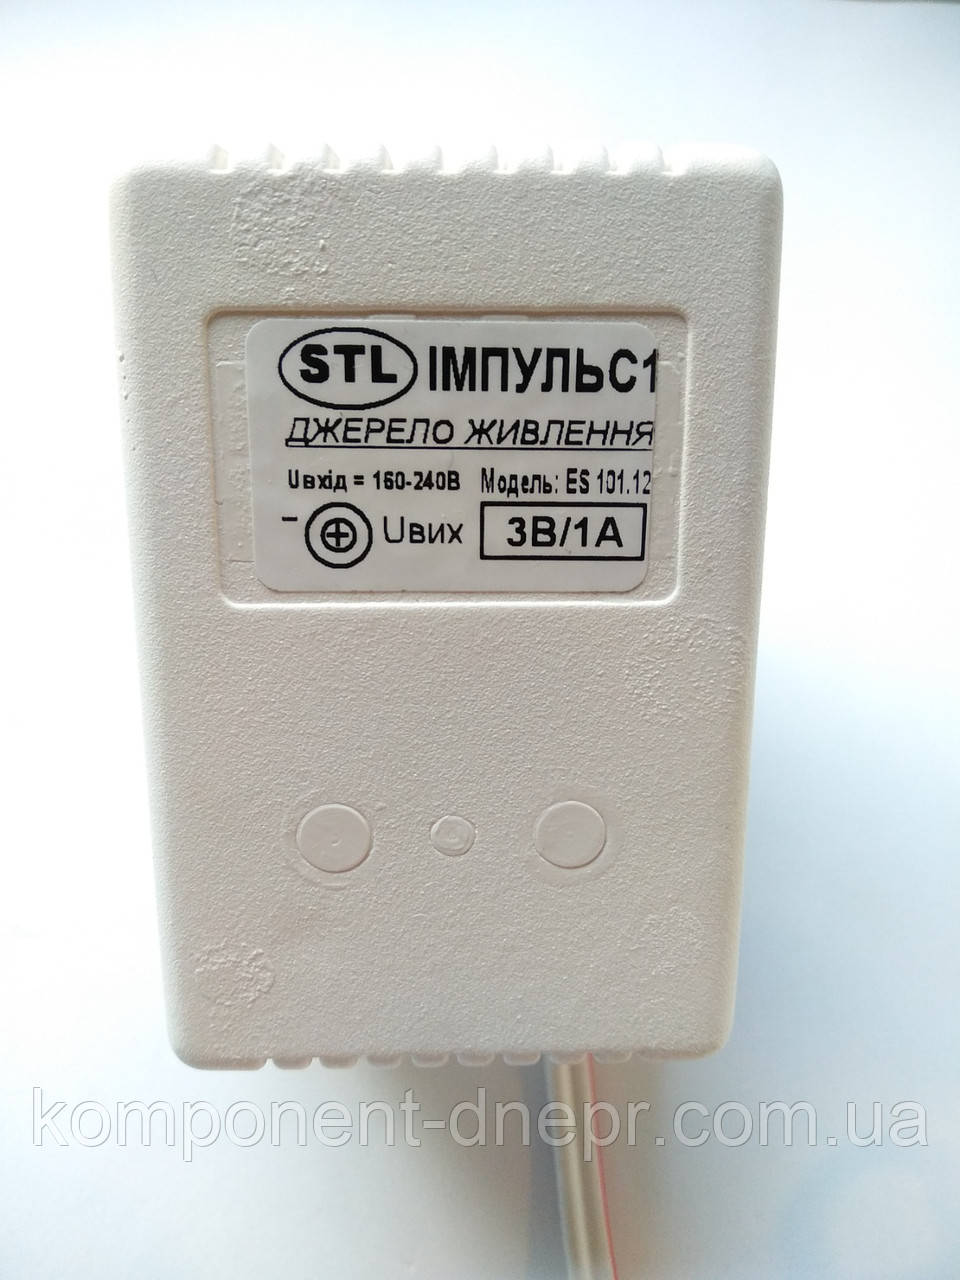 STL ІМПУЛЬС1
ДЖЕРЕЛО ЖИВЛЕННЯ
Uвхід = 160-240В Модель: ES 101.12
− + Uвих 3В/1А
komponent-dnepr.com.ua